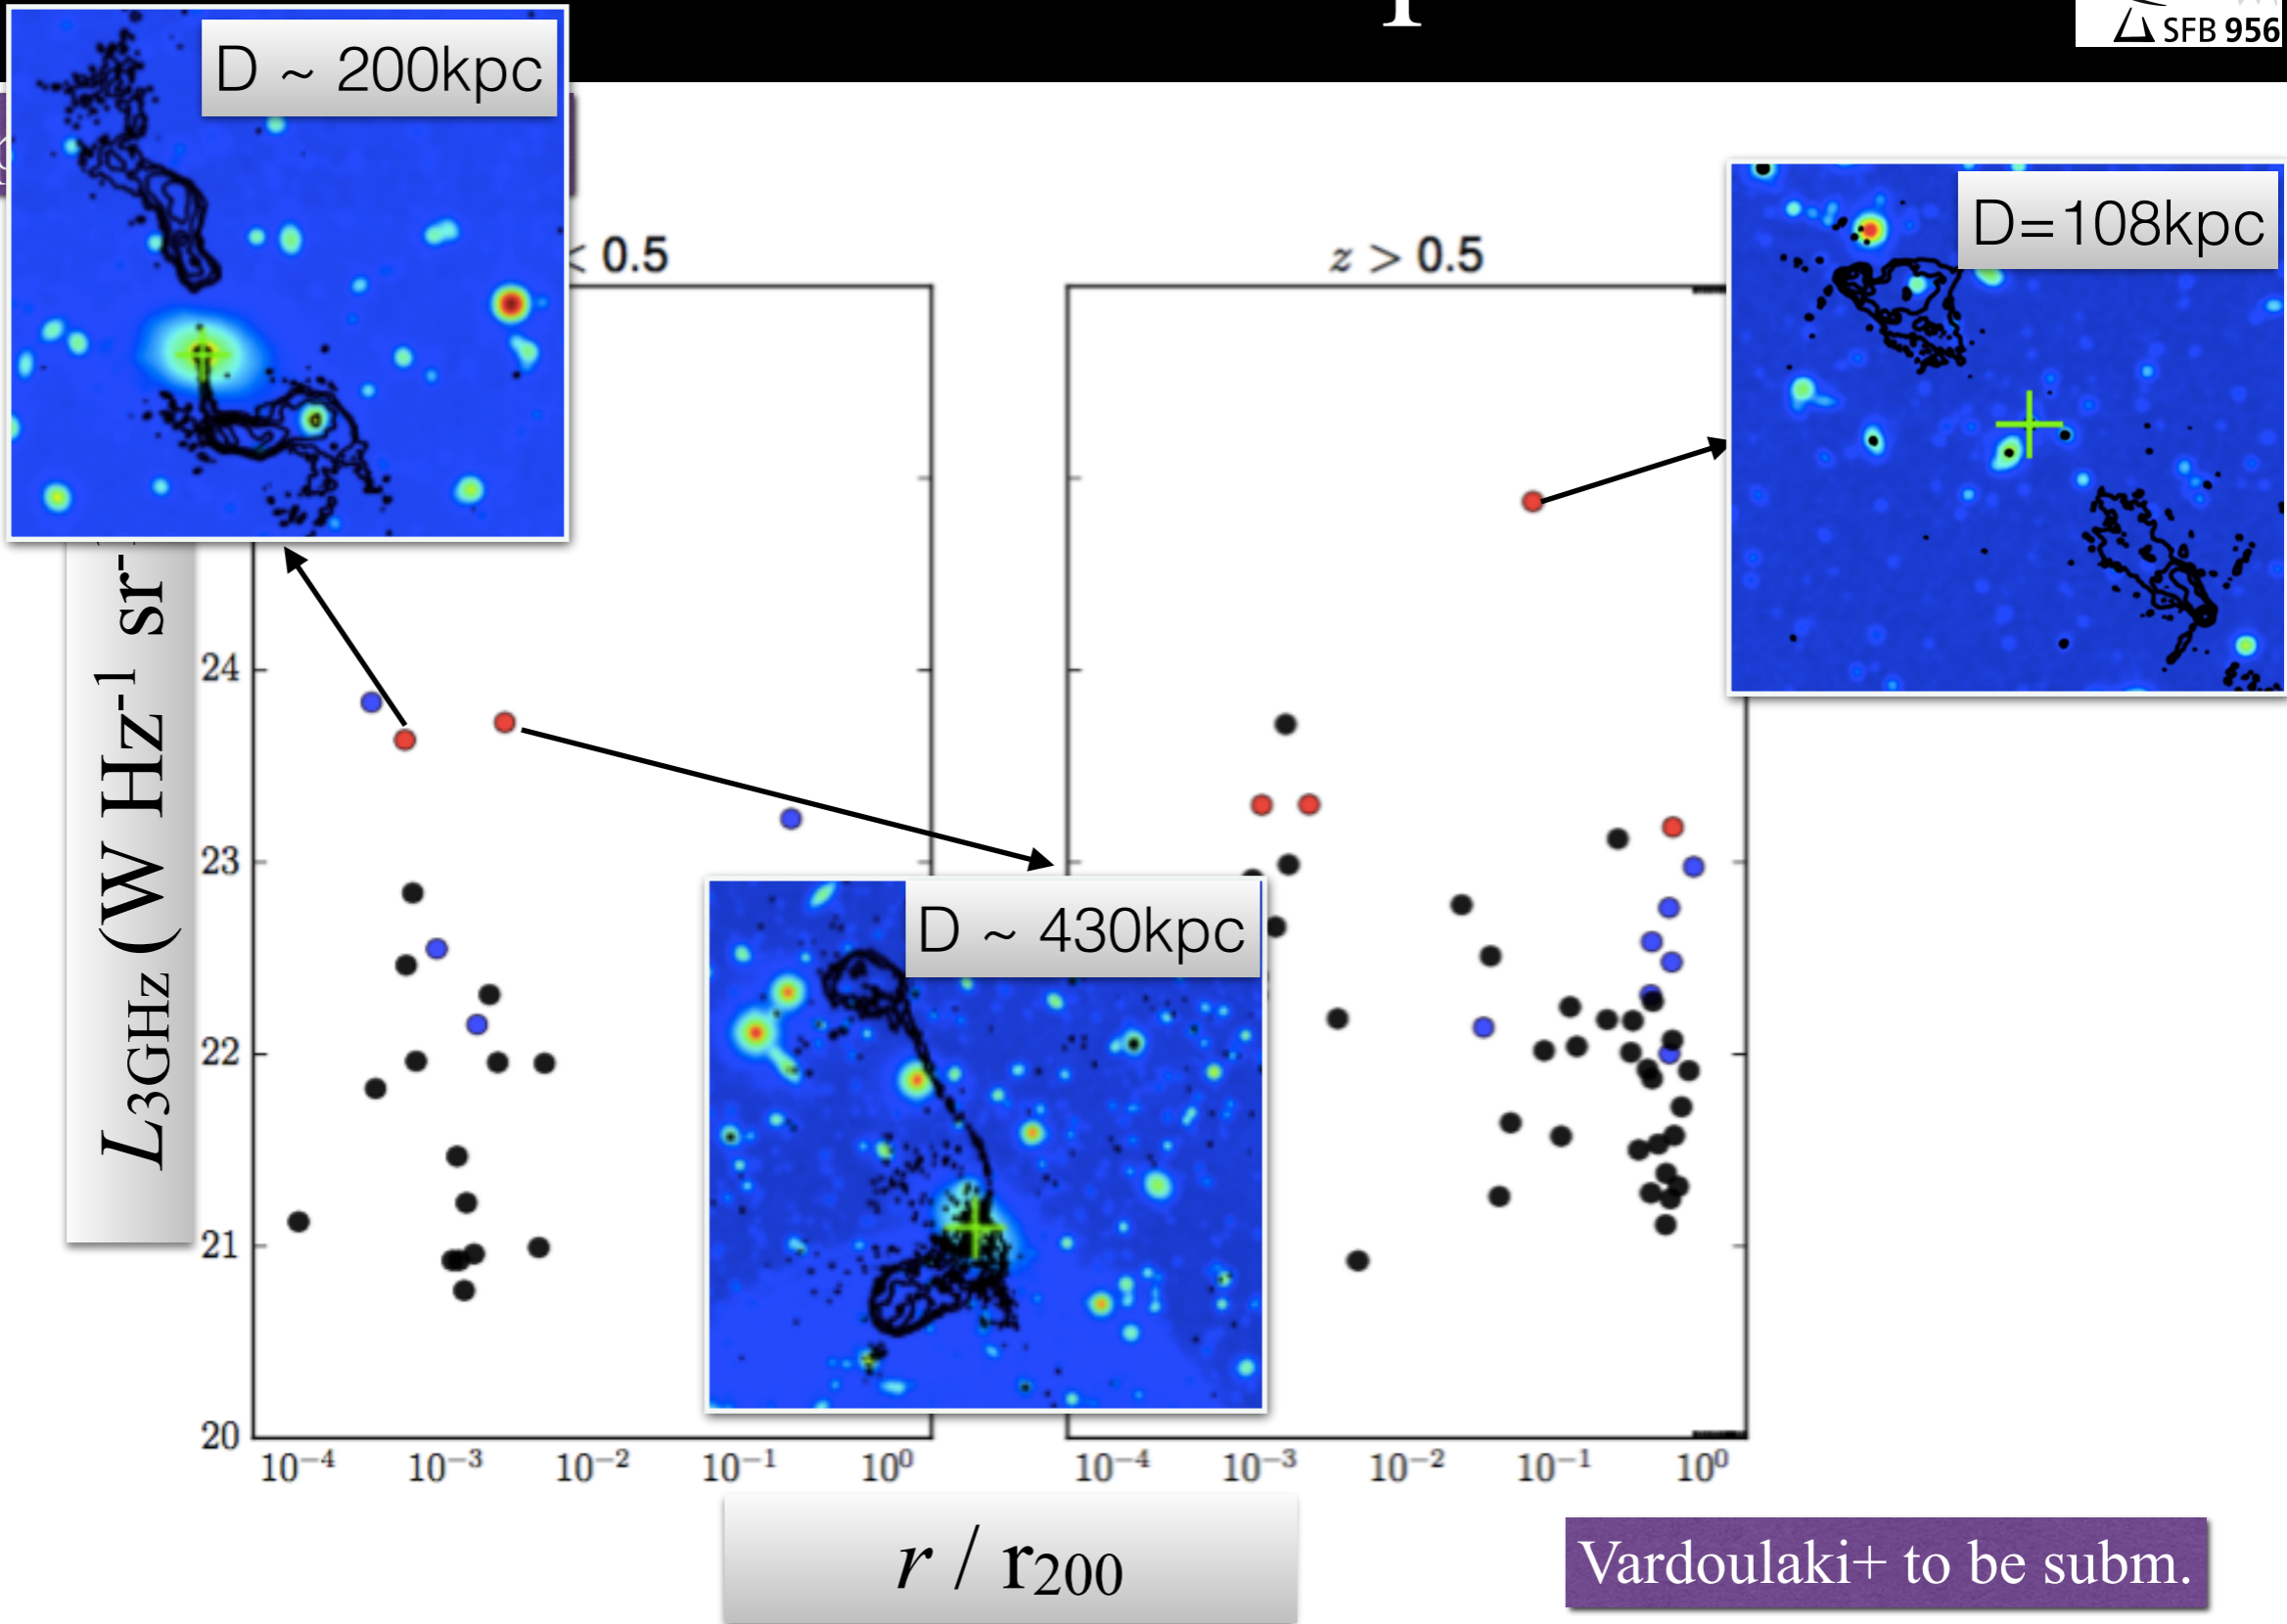 SFB 956
D ~ 200kpc
D=108kpc
< 0.5
z > 0.5
L3GHz (W Hz-1 sr-
24
23
22
21
20
D ~ 430kpc
10−4 10−3 10−2 10−1 100
10−4 10−3 10−2 10−1 100
r / r200
Vardoulaki+ to be subm.